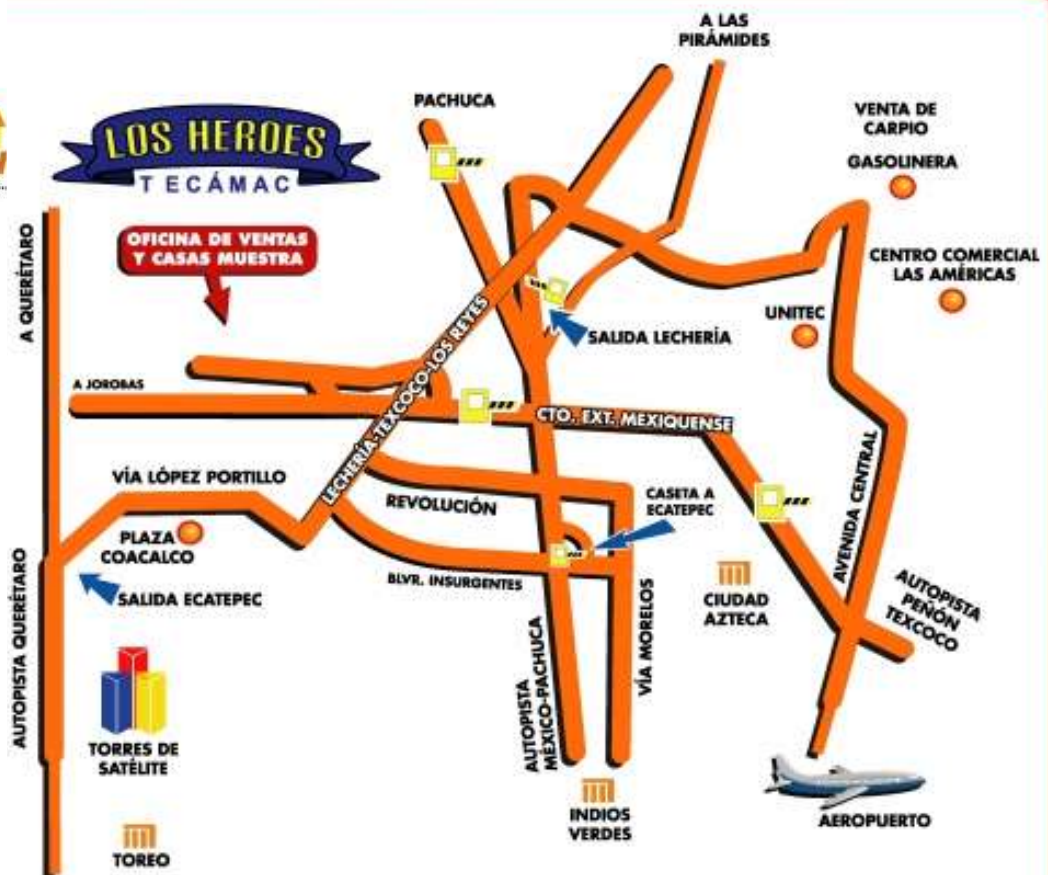 A LAS
PIRÁMIDES
PACHUCA
LOS HEROES
TECÁMAC
VENTA DE
CARPIO
GASOLINERA
OFICINA DE VENTAS
Y CASAS MUESTRA
A QUERÉTARO
CENTRO COMERCIAL
LAS AMÉRICAS
UNITEC
SALIDA LECHERÍA
LECHERÍA-TEXCOCO-LOS REYES
A JOROBAS
CTO. EXT. MEXIQUENSE
VÍA LÓPEZ PORTILLO
REVOLUCIÓN
CASETA A
ECATEPEC
AVENIDA CENTRAL
PLAZA
COACALCO
BLVR. INSURGENTES
SALIDA ECATEPEC
CIUDAD
AZTECA
AUTOPISTA
PEÑÓN
TEXCOCO
AUTOPISTA QUERÉTARO
AUTOPISTA
MÉXICO-PACHUCA
VÍA MORELOS
TORRES DE
SATÉLITE
INDIOS
VERDES
AEROPUERTO
TOREO